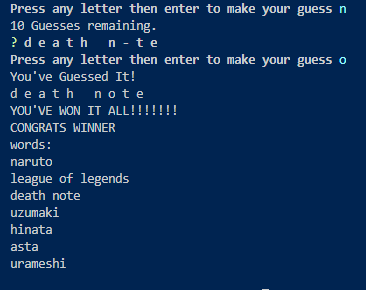 Press any letter then enter to make your guess n
10 Guesses remaining.
? d e a t h   n - t e
Press any letter then enter to make your guess o
You've Guessed It!
d e a t h   n o t e
YOU'VE WON IT ALL!!!!!!!
CONGRATS WINNER
words:
naruto
league of legends
death note
uzumaki
hinata
asta
urameshi